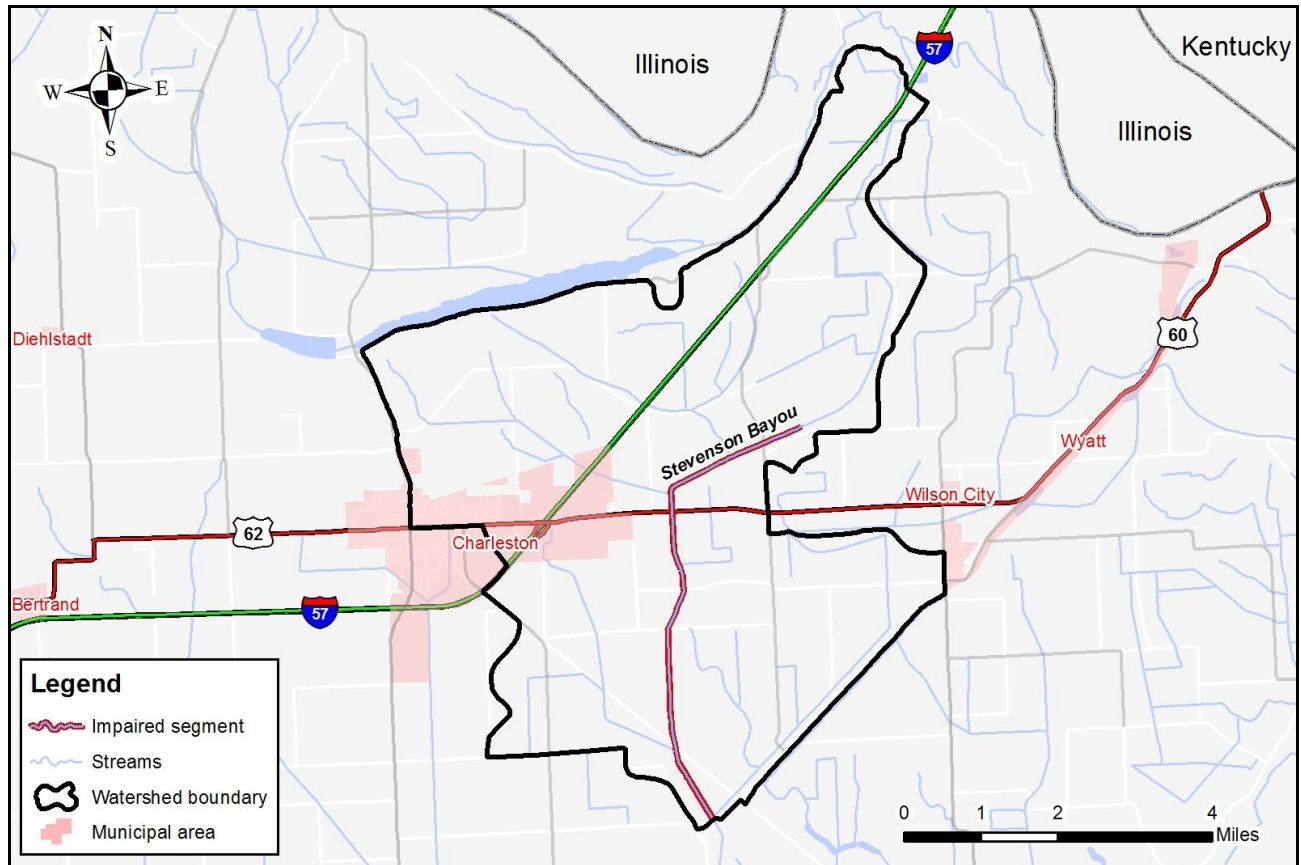 N
W E
S
Illinois
57
Kentucky
Illinois
Diehlstadt
60
Stevenson Bayou
Wyatt
Wilson City
62
Charleston
Bertrand
57
Legend
Impaired segment
Streams
Watershed boundary
Municipal area
0 1 2 4
Miles